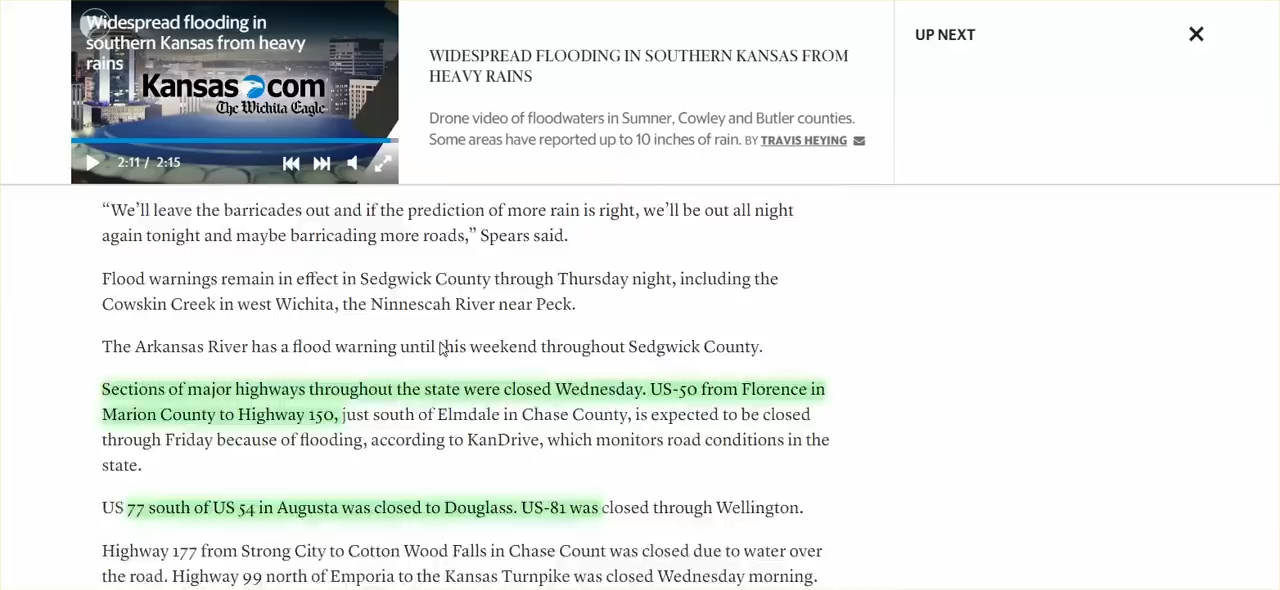 Widespread flooding in
southern Kansas from heavy
rains
Kansas.com
The Wichita Eagle
2:11 / 2:15
WIDESPREAD FLOODING IN SOUTHERN KANSAS FROM
HEAVY RAINS
Drone video of floodwaters in Sumner, Cowley and Butler counties.
Some areas have reported up to 10 inches of rain. BY TRAVIS HEYING
UP NEXT
“We’ll leave the barricades out and if the prediction of more rain is right, we’ll be out all night
again tonight and maybe barricading more roads,” Spears said.
Flood warnings remain in effect in Sedgwick County through Thursday night, including the
Cowskin Creek in west Wichita, the Ninnescah River near Peck.
The Arkansas River has a flood warning until this weekend throughout Sedgwick County.
Sections of major highways throughout the state were closed Wednesday. US-50 from Florence in
Marion County to Highway 150, just south of Elmdale in Chase County, is expected to be closed
through Friday because of flooding, according to KanDrive, which monitors road conditions in the
state.
US 77 south of US 54 in Augusta was closed to Douglass. US-81 was closed through Wellington.
Highway 177 from Strong City to Cotton Wood Falls in Chase Count was closed due to water over
the road. Highway 99 north of Emporia to the Kansas Turnpike was closed Wednesday morning.